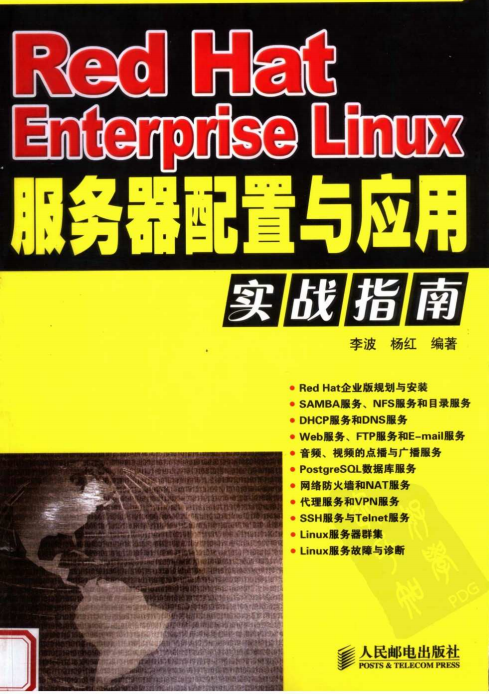 Red Hat
Enterprise Linux
服务器配置与应用
实战指南
李波 杨红 编著
• Red Hat企业版规划与安装
• SAMBA服务、NFS服务和目录服务
• DHCP服务和DNS服务
• Web服务、FTP服务和E-mail服务
• 音频、视频的点播与广播服务
• PostgreSQL数据库服务
• 网络防火墙和NAT服务
• 代理服务和VPN服务
• SSH服务与Telnet服务
• Linux服务器群集
• Linux服务故障与诊断
PDG
人民邮电出版社
POSTS & TELECOM PRESS